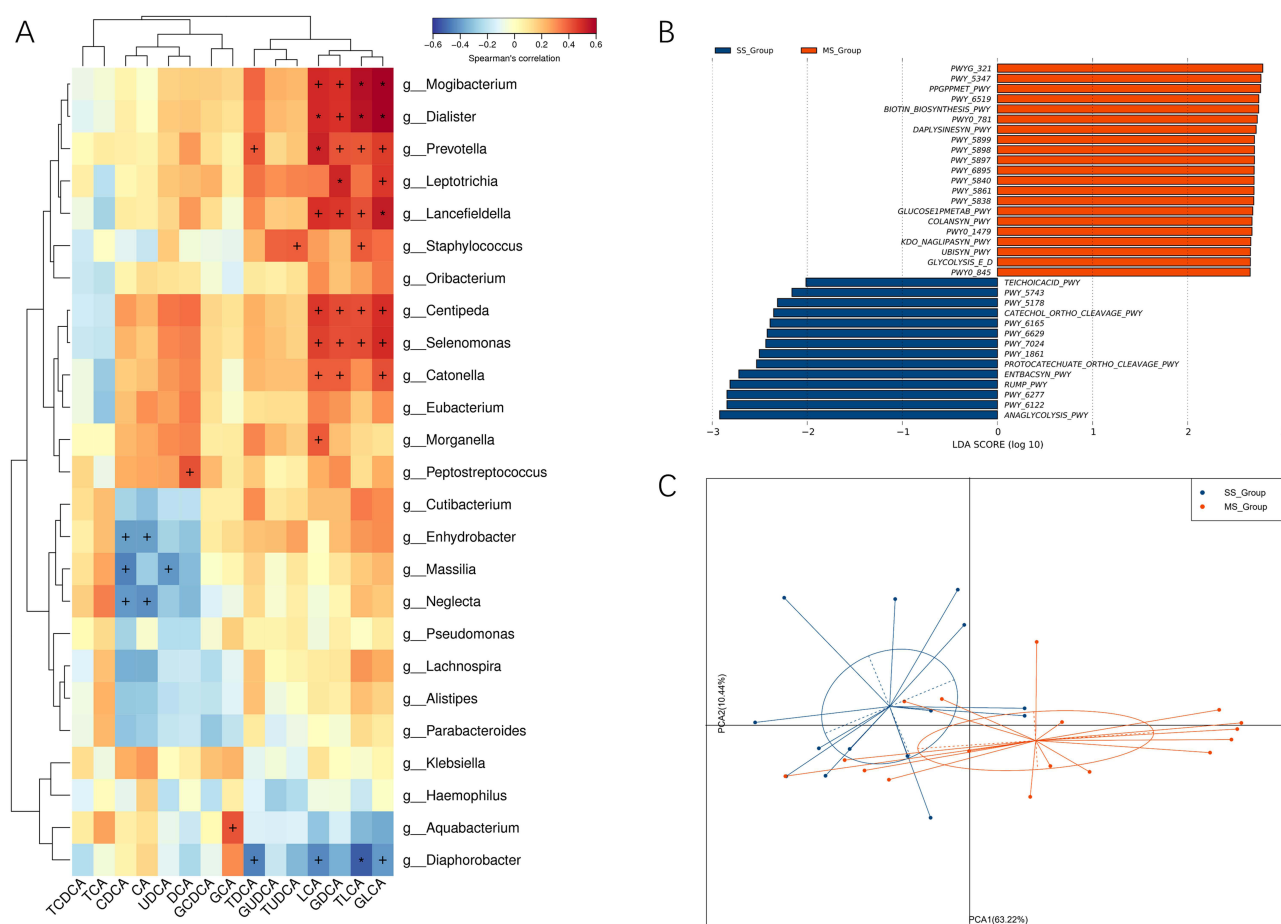 A
−0.6 −0.4 −0.2 0 0.2 0.4 0.6
Spearman's correlation
g__Mogibacterium
g__Dialister
g__Prevotella
g__Leptotrichia
g__Lancefieldella
g__Staphylococcus
g__Oribacterium
g__Centipeda
g__Selenomonas
g__Catonella
g__Eubacterium
g__Morganella
g__Peptostreptococcus
g__Cutibacterium
g__Enhydrobacter
g__Massilia
g__Neglecta
g__Pseudomonas
g__Lachnospira
g__Alistipes
g__Parabacteroides
g__Klebsiella
g__Haemophilus
g__Aquabacterium
g__Diaphorobacter
TCDCA
TCA
CDCA
CA
UDCA
DCA
GCDCA
GCA
TDCA
GUDCA
TUDCA
LCA
GDCA
TLCA
GLCA
B
SS_Group MS_Group
PWYG_321
PWY_5347
PPGPPMET_PWY
PWY_6519
BIOTIN_BIOSYNTHESIS_PWY
PWY0_781
DAPLYSINESYN_PWY
PWY_5899
PWY_5898
PWY_5897
PWY_6895
PWY_5840
PWY_5861
PWY_5838
GLUCOSE1PMETAB_PWY
COLANSYN_PWY
PWY0_1479
KDO_NAGLIPASYN_PWY
UBISYN_PWY
GLYCOLYSIS_E_D
PWY0_845
TEICHOICACID_PWY
PWY_5743
PWY_5178
CATECHOL_ORTHO_CLEAVAGE_PWY
PWY_6165
PWY_6629
PWY_7024
PWY_1861
PROTOCATECHUATE_ORTHO_CLEAVAGE_PWY
ENTBACSYN_PWY
RUMP_PWY
PWY_6277
PWY_6122
ANAGLYCOLYSIS_PWY
−3 −2 −1 0 1 2
LDA SCORE (log 10)
C
SS_Group
MS_Group
PCA2(10.44%)
PCA1(63.22%)